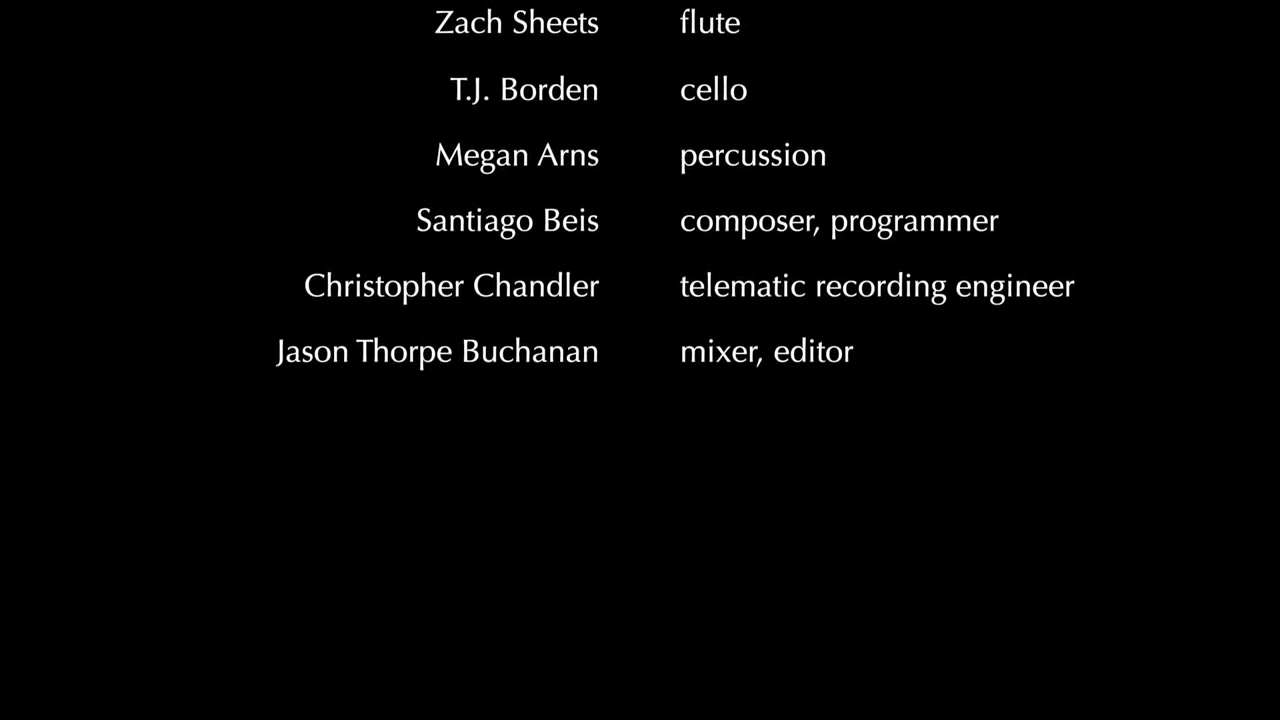 Zach Sheets flute
T.J. Borden cello
Megan Arns percussion
Santiago Beis composer, programmer
Christopher Chandler telematic recording engineer
Jason Thorpe Buchanan mixer, editor